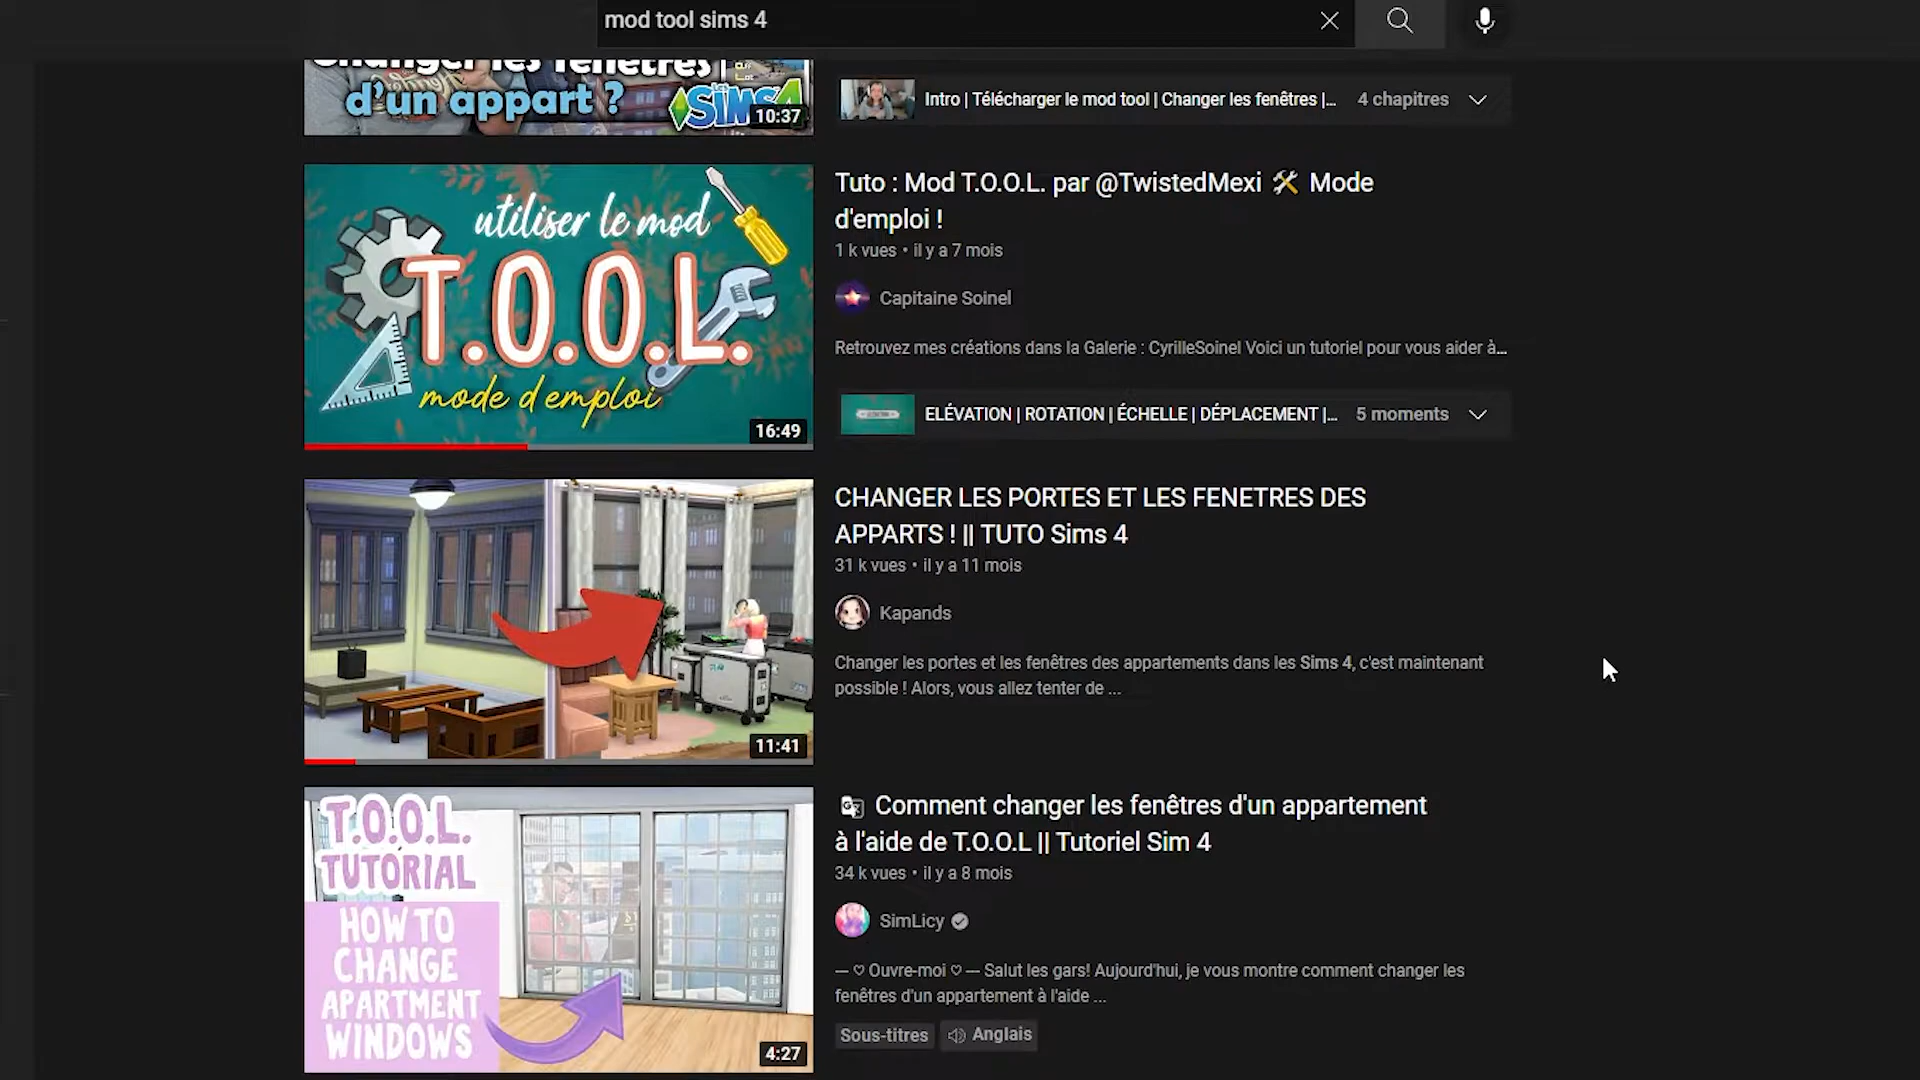 mod tool sims 4
Changer les fenêtres
d'un appart ?
Les SIMS 4
10:37
Intro | Télécharger le mod tool | Changer les fenêtres |...
4 chapitres
utiliser le mod
T.O.O.L.
mode d'emploi
16:49
Tuto : Mod T.O.O.L. par @TwistedMexi 🛠️ Mode
d'emploi !
1 k vues • il y a 7 mois
Capitaine Soinel
Retrouvez mes créations dans la Galerie : CyrilleSoinel Voici un tutoriel pour vous aider à...
ELÉVATION | ROTATION | ÉCHELLE | DÉPLACEMENT |...
5 moments
11:41
CHANGER LES PORTES ET LES FENETRES DES
APPARTS ! || TUTO Sims 4
31 k vues • il y a 11 mois
Kapands
Changer les portes et les fenêtres des appartements dans les Sims 4, c'est maintenant
possible ! Alors, vous allez tenter de ...
T.O.O.L.
TUTORIAL
HOW TO
CHANGE
APARTMENT
WINDOWS
4:27
Comment changer les fenêtres d'un appartement
à l'aide de T.O.O.L || Tutoriel Sim 4
34 k vues • il y a 8 mois
SimLicy
— ♡ Ouvre-moi ♡ — Salut les gars! Aujourd'hui, je vous montre comment changer les
fenêtres d'un appartement à l'aide ...
Sous-titres
Anglais